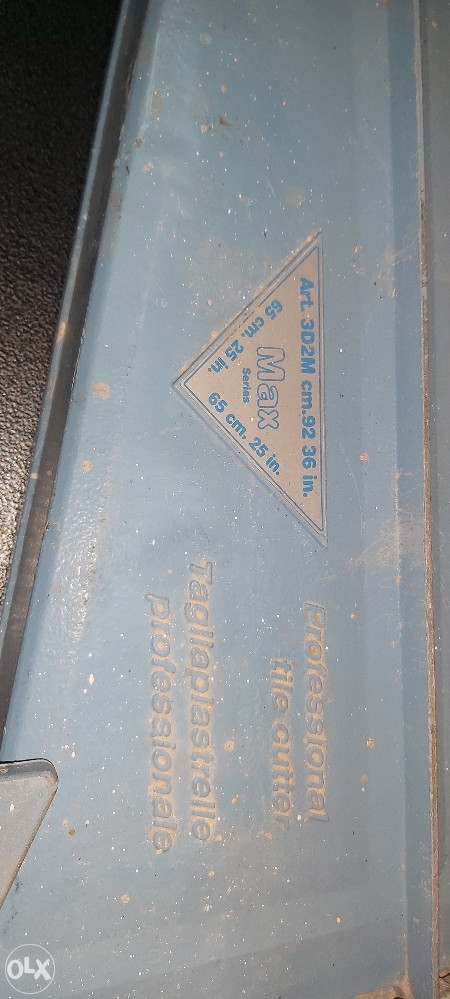 Art. 3D2M cm.92 36 in.
65 cm. 25 in.
Max
Series
65 cm. 25 in.
Professional
tile cutter
Tagliapiastrelle
professionale
OLX